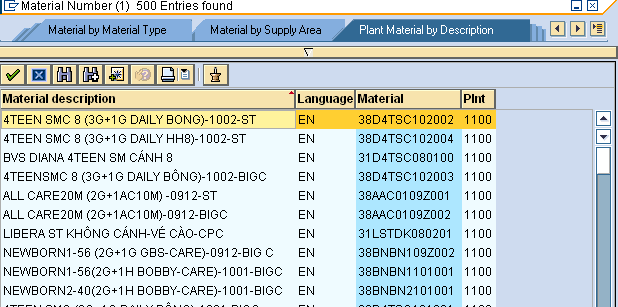 Material Number (1) 500 Entries found
Material by Material Type Material by Supply Area Plant Material by Description
Material description Language Material Plnt
4TEEN SMC 8 (3G+1G DAILY BONG)-1002-ST EN 38D4TSC102002 1100
4TEEN SMC 8 (3G+1G DAILY HH8)-1002-ST EN 38D4TSC102004 1100
BVS DIANA 4TEEN SM CÁNH 8 EN 31D4TSC080100 1100
4TEENSMC 8 (3G+1G DAILY BÔNG)-1002-BIGC EN 38D4TSC102003 1100
ALL CARE20M (2G+1AC10M) -0912-ST EN 38AAC0109Z001 1100
ALL CARE20M (2G+1AC10M)-0912-BIGC EN 38AAC0109Z002 1100
LIBERA ST KHÔNG CÁNH-VÉ CÀO-CPC EN 31LSTDK080201 1100
NEWBORN1-56 (2G+1G GBS-CARE)-0912-BIG C EN 38BNBN109Z002 1100
NEWBORN1-56(2G+1H BOBBY-CARE)-1001-BIGC EN 38BNBN1101001 1100
NEWBORN2-40(2G+1H BOBBY-CARE)-1001-BIGC EN 38BNBN2101001 1100